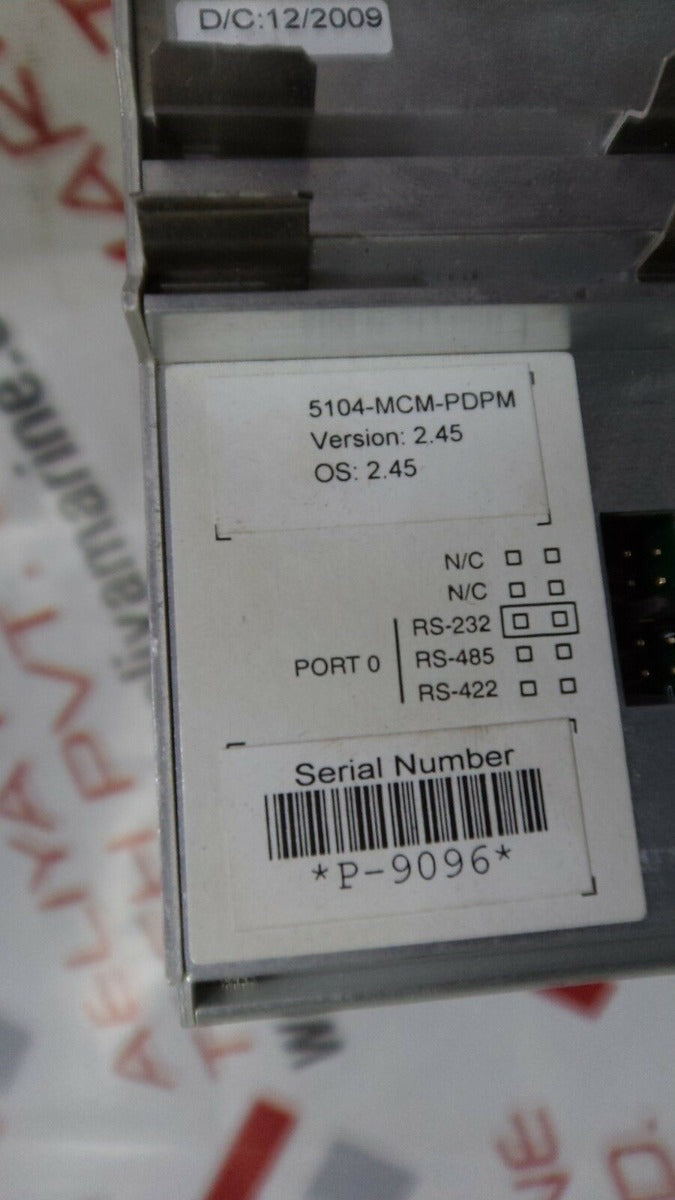 D/C:12/2009
5104-MCM-PDPM
Version: 2.45
OS: 2.45
N/C
N/C
RS-232
PORT 0 RS-485
RS-422
Serial Number
*P-9096*